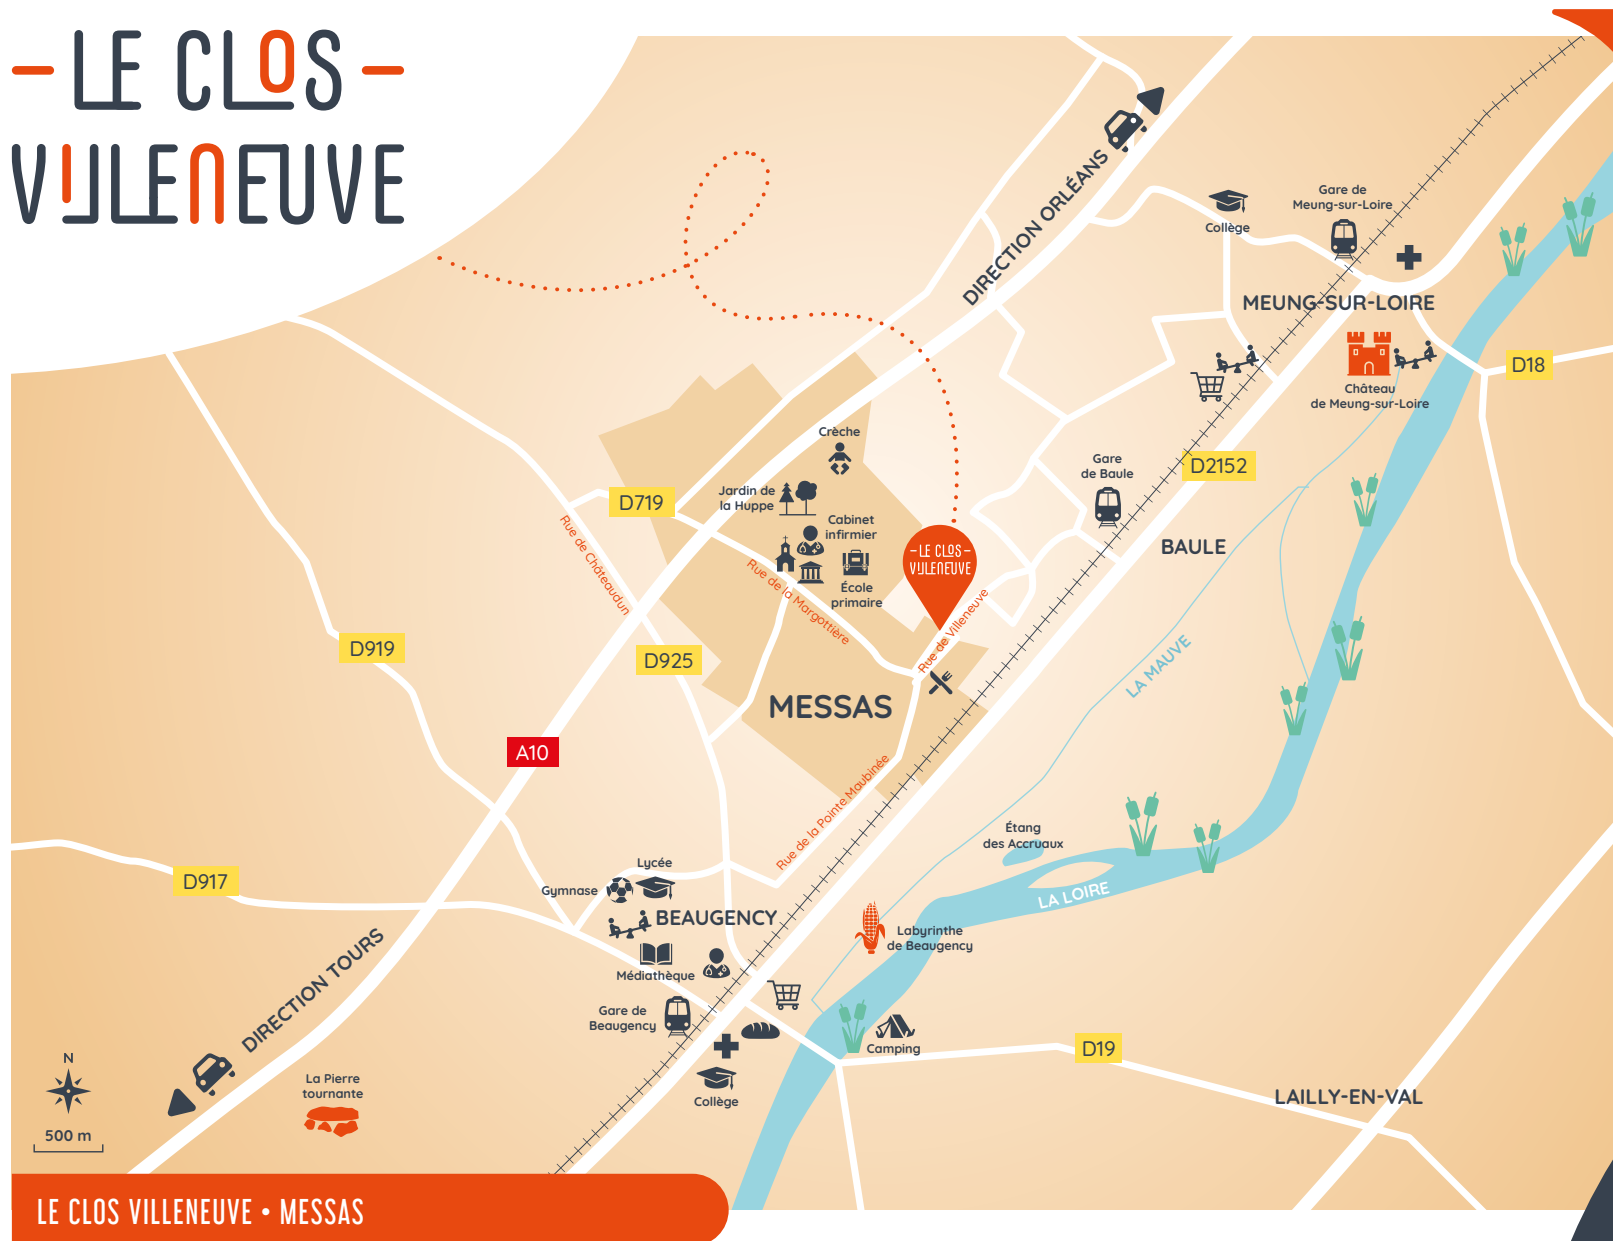 LE CLOS
VILLENEUVE
DIRECTION ORLÉANS
Collège
Gare de
Meung-sur-Loire
MEUNG-SUR-LOIRE
Château
de Meung-sur-Loire
D18
D2152
Gare
de Baule
BAULE
Crèche
Jardin de
la Huppe
Cabinet
infirmier
École
primaire
D719
Rue de Châteaudun
Rue de la Margottière
LE CLOS
VILLENEUVE
Rue de Villeneuve
D919
D925
MESSAS
LA MAUVE
A10
Rue de la Pointe Maubinée
Étang
des Accruaux
LA LOIRE
D917
Lycée
Gymnase
BEAUGENCY
Médiathèque
Gare de
Beaugency
Labyrinthe
de Beaugency
Camping
Collège
D19
LAILLY-EN-VAL
DIRECTION TOURS
La Pierre
tournante
N
500 m
LE CLOS VILLENEUVE • MESSAS